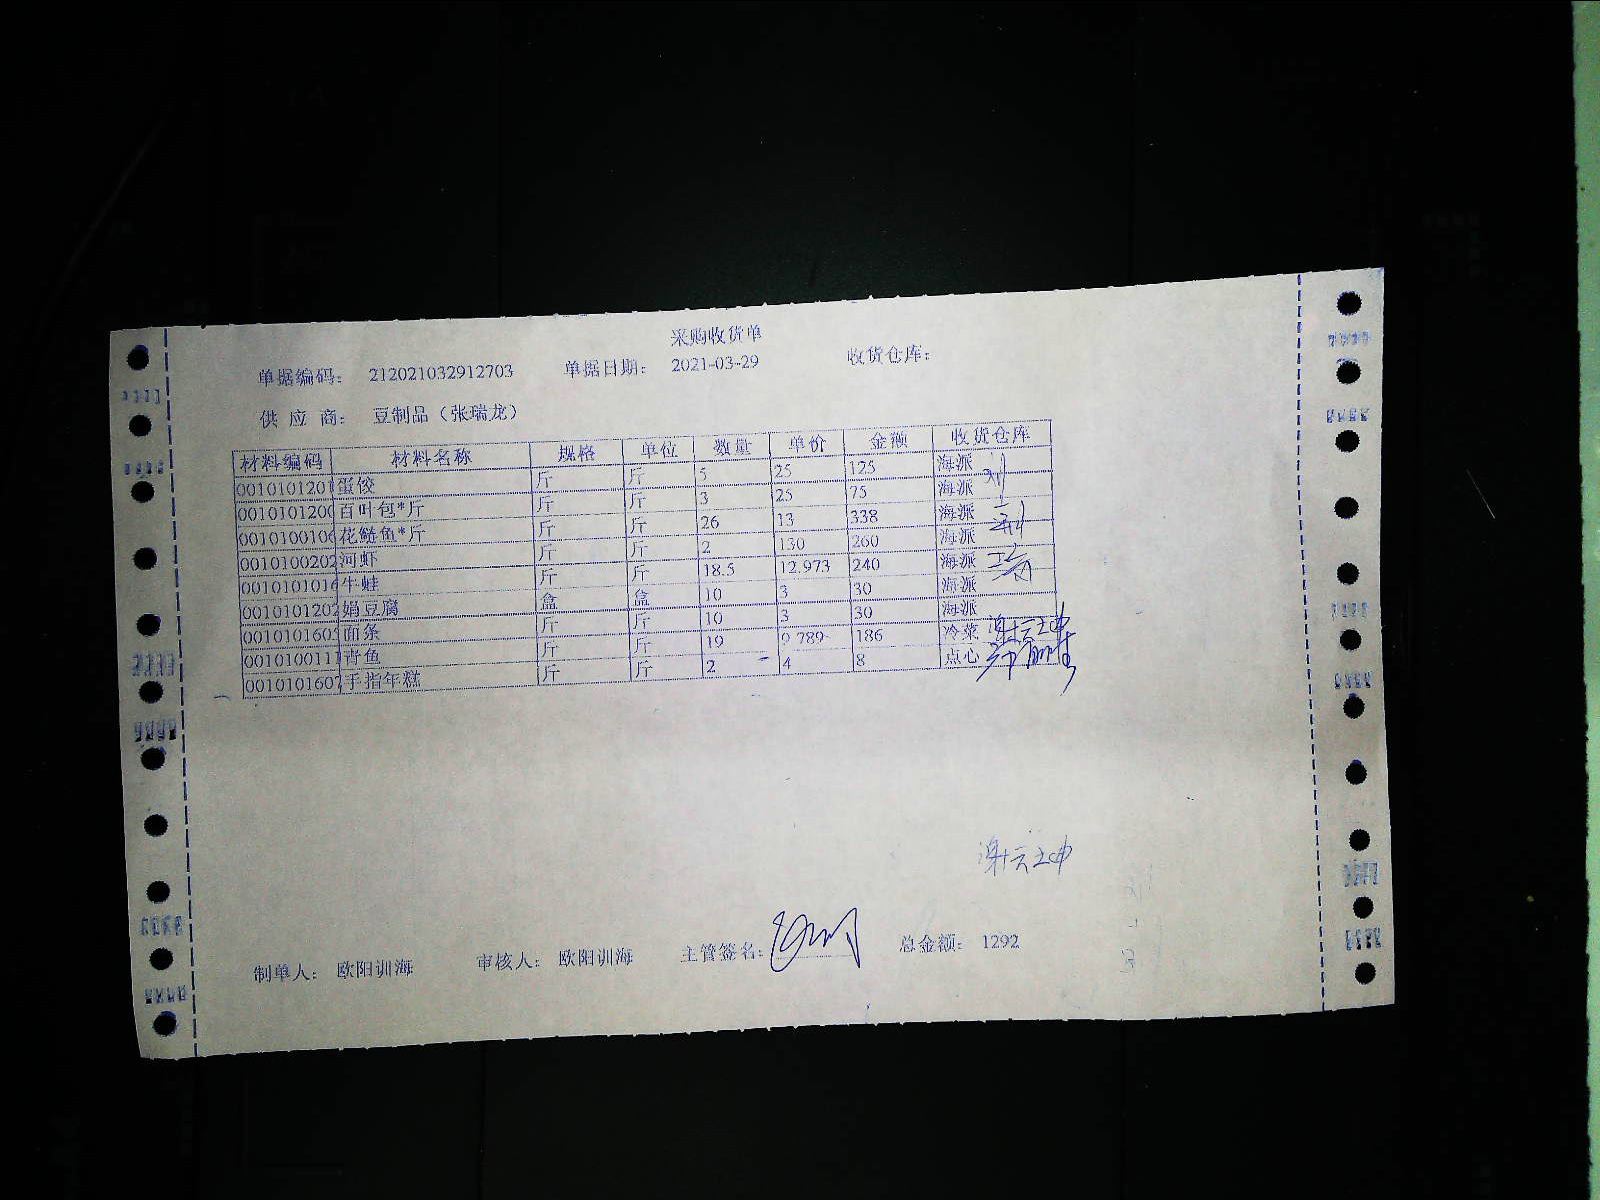 采购收货单
单据编码： 212021032912703 单据日期： 2021-03-29 收货仓库：
供 应 商： 豆制品（张瑞龙）
材料编码 材料名称 规格 单位 数量 单价 金额 收货仓库
0010101201 蛋饺 斤 斤 5 25 125 海派
001010120 百叶包*斤 斤 斤 3 25 75 海派
0010100106 花鲢鱼*斤 斤 斤 26 13 338 海派
0010100202 河虾 斤 斤 2 130 260 海派
0010101016 牛蛙 斤 斤 18.5 12.973 240 海派
0010101202 娟豆腐 盒 盒 10 3 30 海派
001010160 面条 斤 斤 10 3 30 海派
001010011 青鱼 斤 斤 19 9.789 186 冷菜
001010160 手指年糕 斤 斤 2 4 8 点心
制单人： 欧阳训海 审核人： 欧阳训海 主管签名： 总金额： 1292